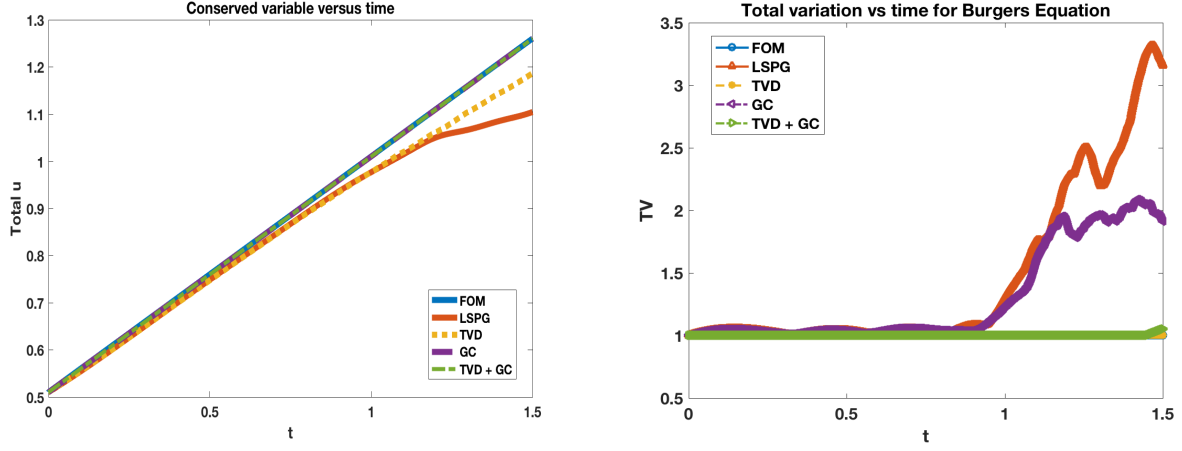 Conserved variable versus time
1.3
1.2
1.1
1
0.9
0.8
0.7
0.6
0.5
Total u
FOM
LSPG
TVD
GC
TVD + GC
0
0.5
1
1.5
t
Total variation vs time for Burgers Equation
3.5
3
2.5
2
1.5
1
0.5
TV
FOM
LSPG
TVD
GC
TVD + GC
0
0.5
1
1.5
t